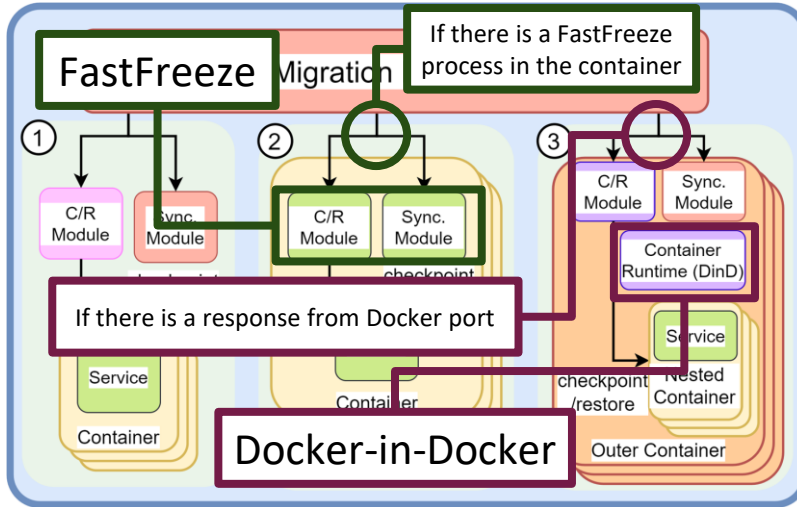 If there is a FastFreeze
process in the container
FastFreeze
Migration
1
2
3
C/R
Module
Sync.
Module
C/R
Module
Sync.
Module
C/R
Module
Sync.
Module
Container
Runtime (DinD)
checkpoint
If there is a response from Docker port
Service
Container
Container
Service
Nested
Container
checkpoint
/restore
Outer Container
Docker-in-Docker